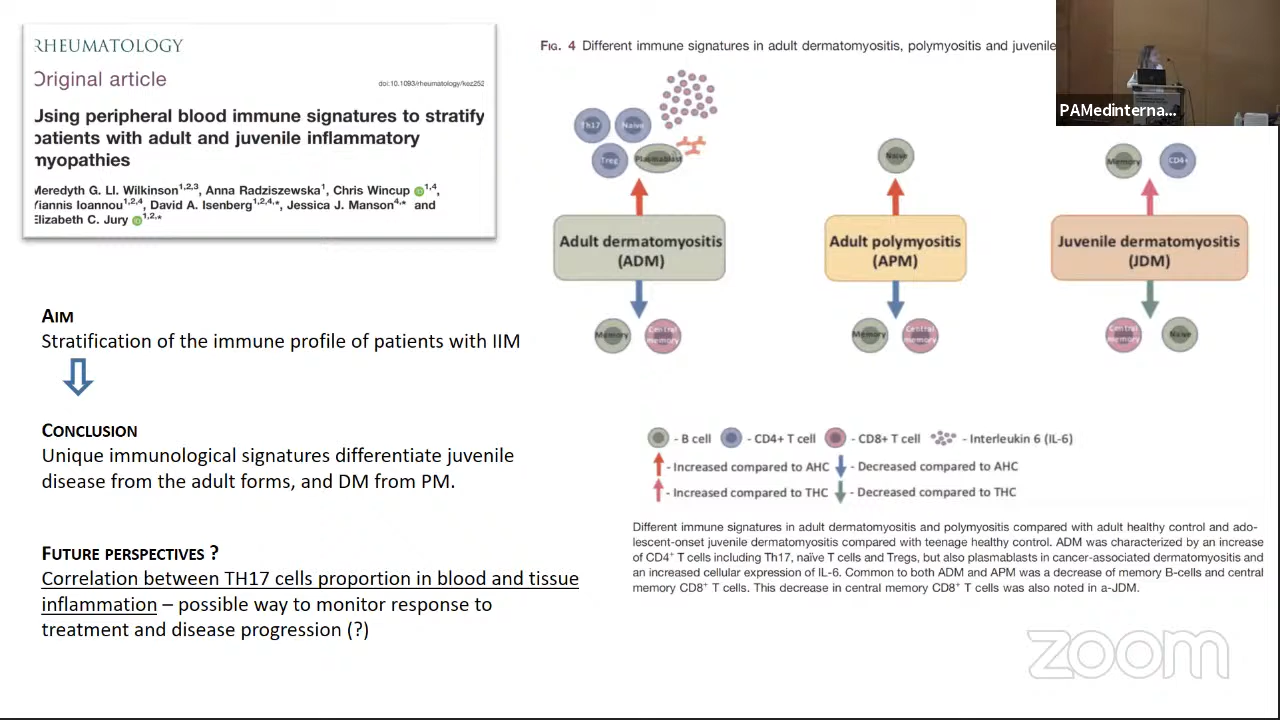 RHEUMATOLOGY
Original article
doi:10.1093/rheumatology/kez252
Using peripheral blood immune signatures to stratify
patients with adult and juvenile inflammatory
myopathies
Meredyth G. Ll. Wilkinson1,2,3, Anna Radziszewska1, Chris Wincup 1,4,
Yiannis Ioannou1,2,4, David A. Isenberg1,2,4,*, Jessica J. Manson4,* and
Elizabeth C. Jury 1,2,*
AIM
Stratification of the immune profile of patients with IIM
CONCLUSION
Unique immunological signatures differentiate juvenile
disease from the adult forms, and DM from PM.
FUTURE PERSPECTIVES ?
Correlation between TH17 cells proportion in blood and tissue
inflammation – possible way to monitor response to
treatment and disease progression (?)
FIG. 4 Different immune signatures in adult dermatomyositis, polymyositis and juvenile
Th17 Naive
Treg Plasmablast
Adult dermatomyositis
(ADM)
Memory Central
memory
Naive
Adult polymyositis
(APM)
Memory Central
memory
Memory CD4+
Juvenile dermatomyositis
(JDM)
Central
memory Naive
- B cell - CD4+ T cell - CD8+ T cell - Interleukin 6 (IL-6)
- Increased compared to AHC - Decreased compared to AHC
- Increased compared to THC - Decreased compared to THC
Different immune signatures in adult dermatomyositis and polymyositis compared with adult healthy control and ado-
lescent-onset juvenile dermatomyositis compared with teenage healthy control. ADM was characterized by an increase
of CD4+ T cells including Th17, naïve T cells and Tregs, but also plasmablasts in cancer-associated dermatomyositis and
an increased cellular expression of IL-6. Common to both ADM and APM was a decrease of memory B-cells and central
memory CD8+ T cells. This decrease in central memory CD8+ T cells was also noted in a-JDM.
PAMedinterna...
zoom